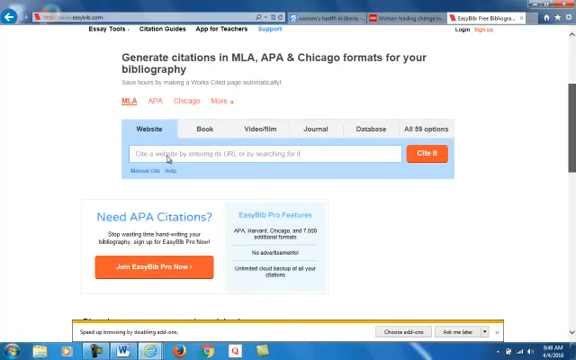 http://www.easybib.com
women's health in liberia -...
Women leading change in...
EasyBib: Free Bibliogra...
Essay Tools
Citation Guides
App for Teachers
Support
Login
Sign up
Generate citations in MLA, APA & Chicago formats for your
bibliography
Save hours by making a Works Cited page automatically!
MLA
APA
Chicago
More
Website
Book
Video/film
Journal
Database
All 59 options
Cite a website by entering its URL or by searching for it
Cite It
Manual cite
Help
Need APA Citations?
Stop wasting time hand-writing your
bibliography, sign up for EasyBib Pro Now!
Join EasyBib Pro Now ›
EasyBib Pro Features
APA, Harvard, Chicago, and 7,000
additional formats
No advertisements!
Unlimited cloud backup of all your
citations
Speed up browsing by disabling add-ons.
Choose add-ons
Ask me later
9:48 AM
4/4/2016